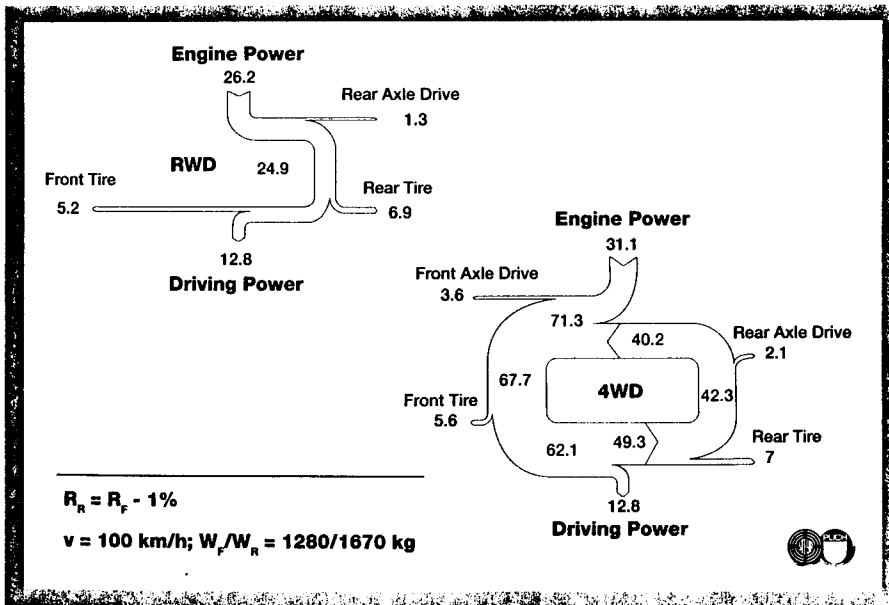 Engine Power
26.2
Rear Axle Drive
1.3
RWD
24.9
Front Tire
5.2
Rear Tire
6.9
12.8
Driving Power
Engine Power
31.1
Front Axle Drive
3.6
71.3
40.2
Rear Axle Drive
2.1
67.7
4WD
42.3
Front Tire
5.6
62.1
49.3
Rear Tire
7
12.8
Driving Power
R_R = R_F - 1%
v = 100 km/h; W_F/W_R = 1280/1670 kg